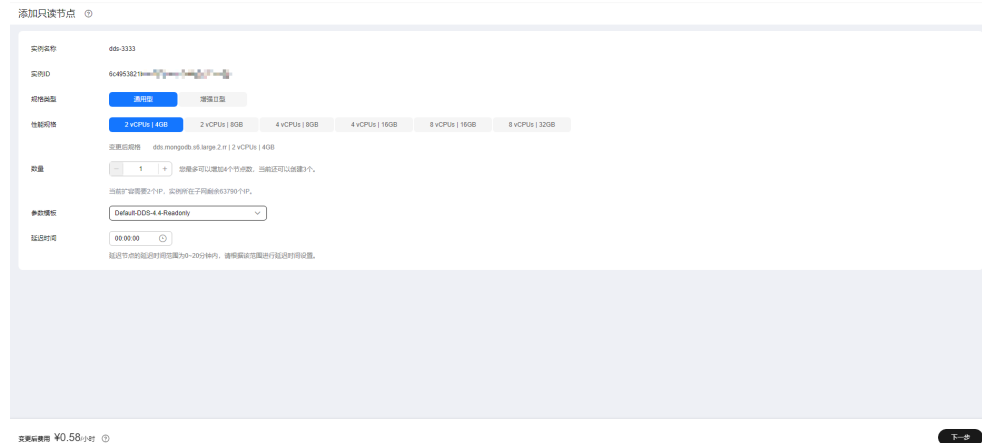 添加只读节点
实例名称 dds-3333
实例ID 6c4953821
规格类型 通用型 增强II型
性能规格 2 vCPUs | 4GB 2 vCPUs | 8GB 4 vCPUs | 8GB 4 vCPUs | 16GB 8 vCPUs | 16GB 8 vCPUs | 32GB
变更后规格 dds.mongodb.s6.large.2.rr | 2 vCPUs | 4GB
数量 − 1 + 您最多可以增加4个节点数，当前还可以创建3个。
当前扩容需要2个IP，实例所在子网剩余63790个IP。
参数模板 Default-DDS-4.4-Readonly
延迟时间 00:00:00
延迟节点的延迟时间范围为0~20分钟内，请根据该范围进行延迟时间设置。
变更后费用 ¥0.58/小时 下一步